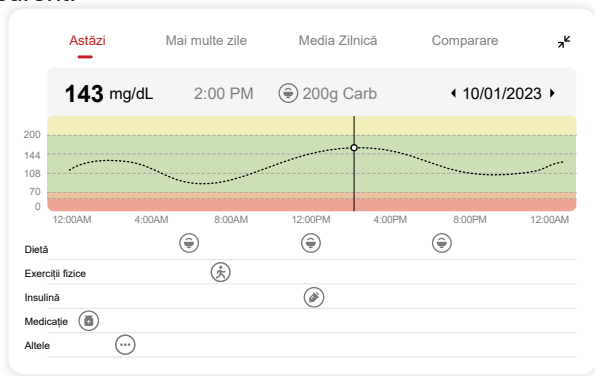 Astăzi Mai multe zile Media Zilnică Comparare
143 mg/dL 2:00 PM 200g Carb 10/01/2023
200
144
108
70
0
12:00AM 4:00AM 8:00AM 12:00PM 4:00PM 8:00PM 12:00AM
Dietă
Exerciții fizice
Insulină
Medicație
Altele